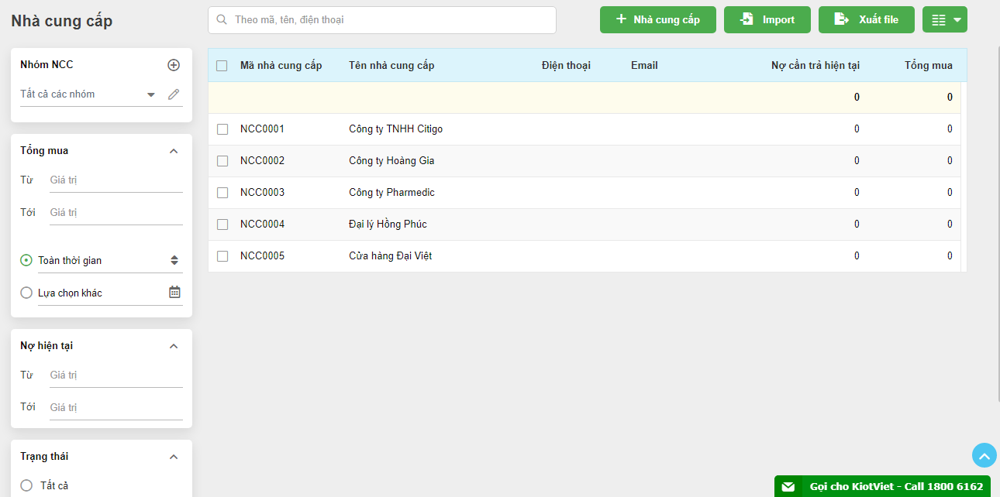 Nhà cung cấp
Theo mã, tên, điện thoại
Nhà cung cấp
Import
Xuất file
Nhóm NCC
Tất cả các nhóm
Tổng mua
Từ Giá trị
Tới Giá trị
Toàn thời gian
Lựa chọn khác
Nợ hiện tại
Từ Giá trị
Tới Giá trị
Trạng thái
Tất cả
Mã nhà cung cấp Tên nhà cung cấp Điện thoại Email Nợ cần trả hiện tại Tổng mua
0 0
NCC0001 Công ty TNHH Citigo 0 0
NCC0002 Công ty Hoàng Gia 0 0
NCC0003 Công ty Pharmedic 0 0
NCC0004 Đại lý Hồng Phúc 0 0
NCC0005 Cửa hàng Đại Việt 0 0
Gọi cho KiotViet - Call 1800 6162